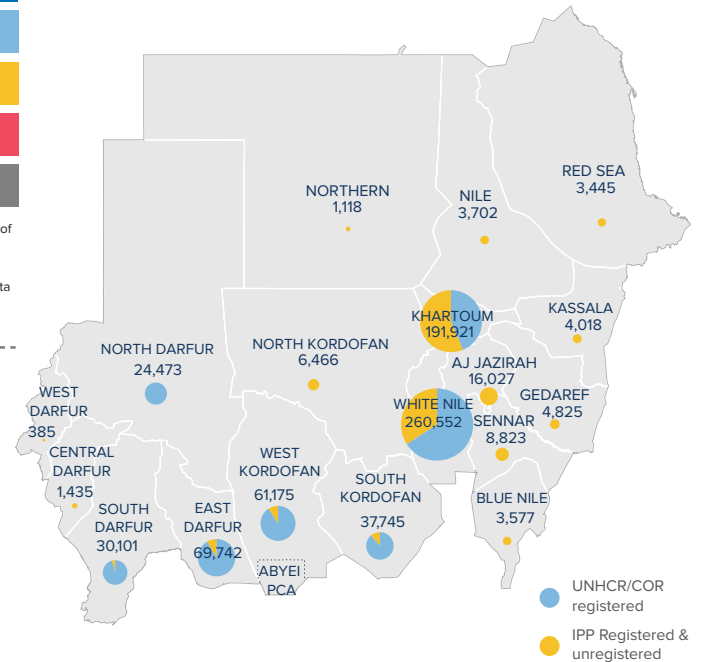 of
ta
RED SEA
3,445
NORTHERN
1,118
NILE
3,702
KHARTOUM
191,921
KASSALA
4,018
NORTH DARFUR
24,473
NORTH KORDOFAN
6,466
AJ JAZIRAH
16,027
WEST
DARFUR
385
WHITE NILE
260,552
GEDAREF
4,825
SENNAR
8,823
CENTRAL
DARFUR
1,435
WEST
KORDOFAN
61,175
SOUTH
KORDOFAN
37,745
SOUTH
DARFUR
30,101
EAST
DARFUR
69,742
BLUE NILE
3,577
ABYEI
PCA
UNHCR/COR
registered
IPP Registered &
unregistered